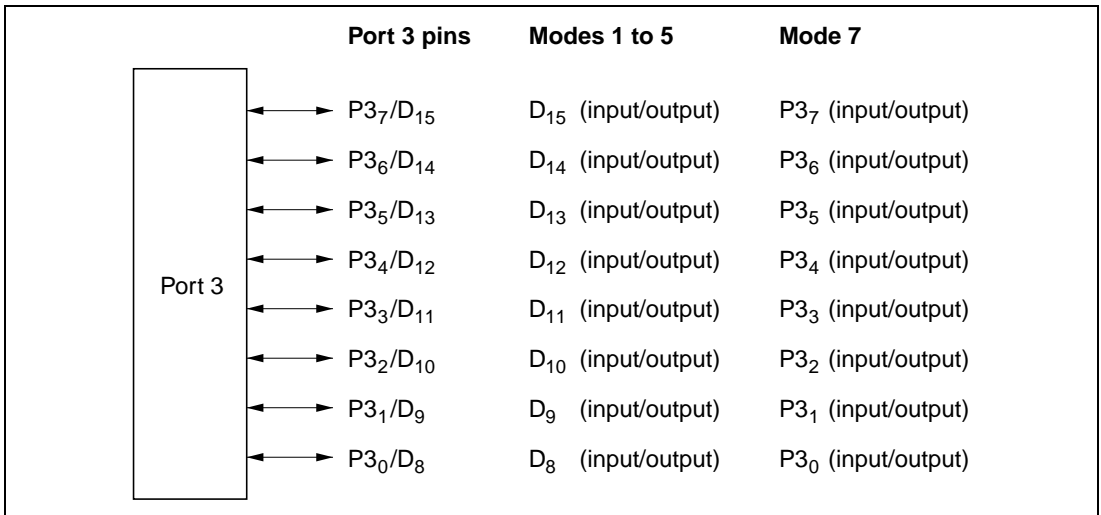 Port 3 pins Modes 1 to 5 Mode 7
P3₇/D₁₅ D₁₅ (input/output) P3₇ (input/output)
P3₆/D₁₄ D₁₄ (input/output) P3₆ (input/output)
P3₅/D₁₃ D₁₃ (input/output) P3₅ (input/output)
P3₄/D₁₂ D₁₂ (input/output) P3₄ (input/output)
Port 3
P3₃/D₁₁ D₁₁ (input/output) P3₃ (input/output)
P3₂/D₁₀ D₁₀ (input/output) P3₂ (input/output)
P3₁/D₉ D₉ (input/output) P3₁ (input/output)
P3₀/D₈ D₈ (input/output) P3₀ (input/output)